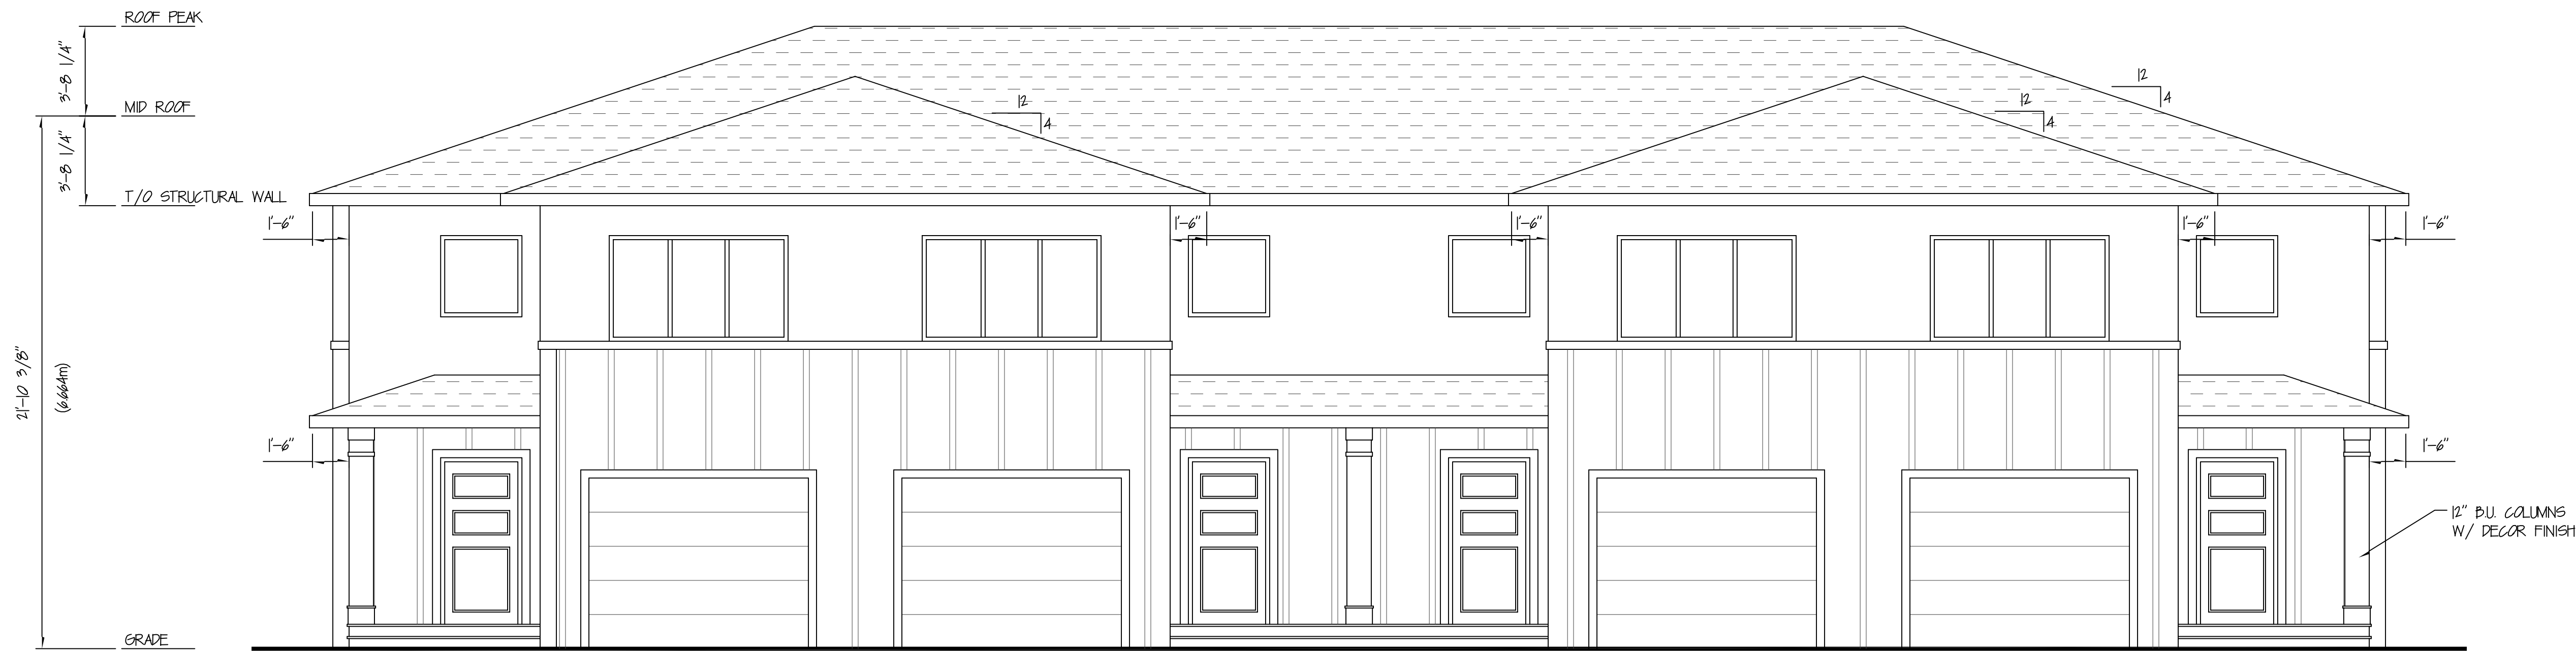 ROOF PEAK
3'-8 1/4"
MID ROOF
3'-8 1/4"
T/O STRUCTURAL WALL
12
4
12
4
12
4
1'-6"
1'-6"
1'-6"
1'-6"
1'-6"
21'-10 3/8"
(6.664m)
1'-6"
1'-6"
12" B.U. COLUMNS
W/ DECOR FINISH
GRADE